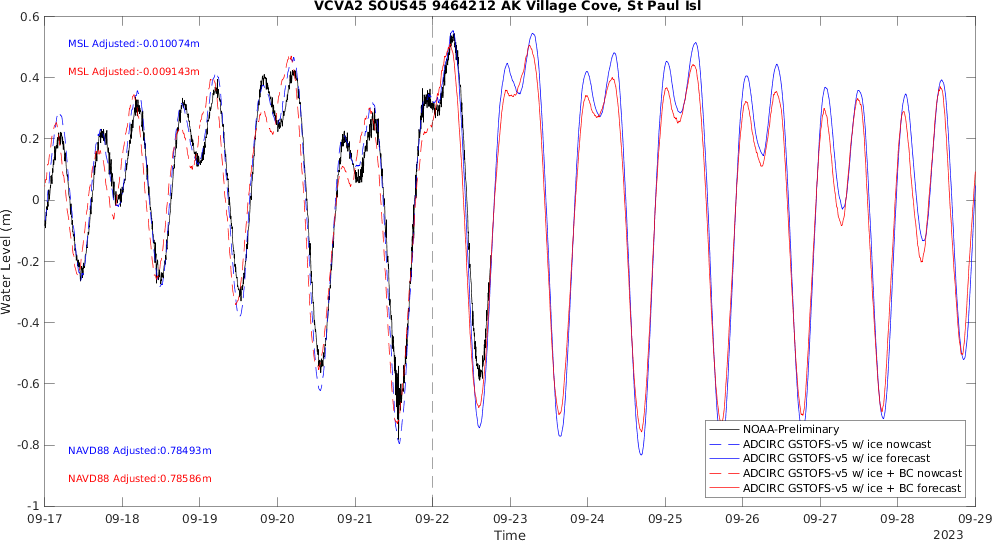 VCVA2 SOUS45 9464212 AK Village Cove, St Paul Isl
0.6
0.4
0.2
0
-0.2
-0.4
-0.6
-0.8
-1
Water Level (m)
MSL Adjusted:-0.010074m
MSL Adjusted:-0.009143m
NAVD88 Adjusted:0.78493m
NAVD88 Adjusted:0.78586m
NOAA-Preliminary
ADCIRC GSTOFS-v5 w/ ice nowcast
ADCIRC GSTOFS-v5 w/ ice forecast
ADCIRC GSTOFS-v5 w/ ice + BC nowcast
ADCIRC GSTOFS-v5 w/ ice + BC forecast
09-17 09-18 09-19 09-20 09-21 09-22 09-23 09-24 09-25 09-26 09-27 09-28 09-29
Time
2023